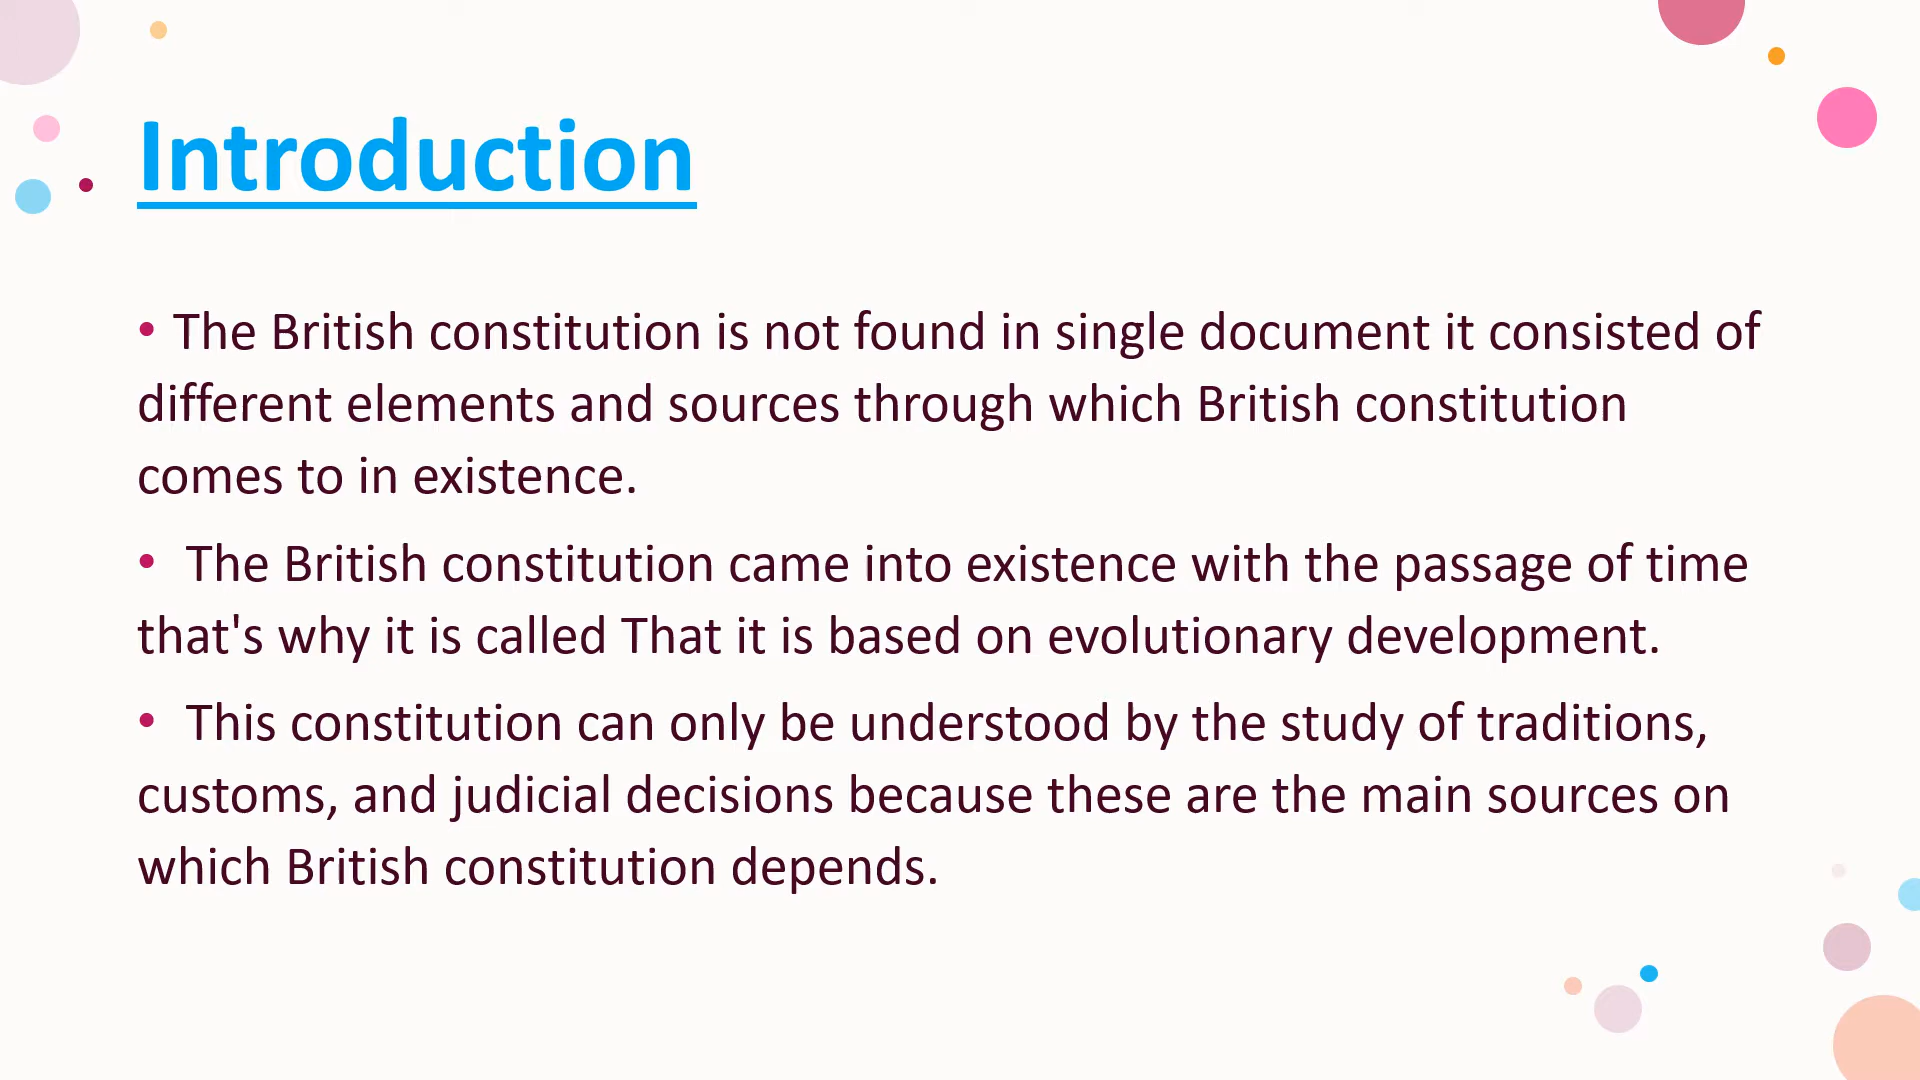 Introduction
• The British constitution is not found in single document it consisted of
different elements and sources through which British constitution
comes to in existence.
• The British constitution came into existence with the passage of time
that's why it is called That it is based on evolutionary development.
• This constitution can only be understood by the study of traditions,
customs, and judicial decisions because these are the main sources on
which British constitution depends.